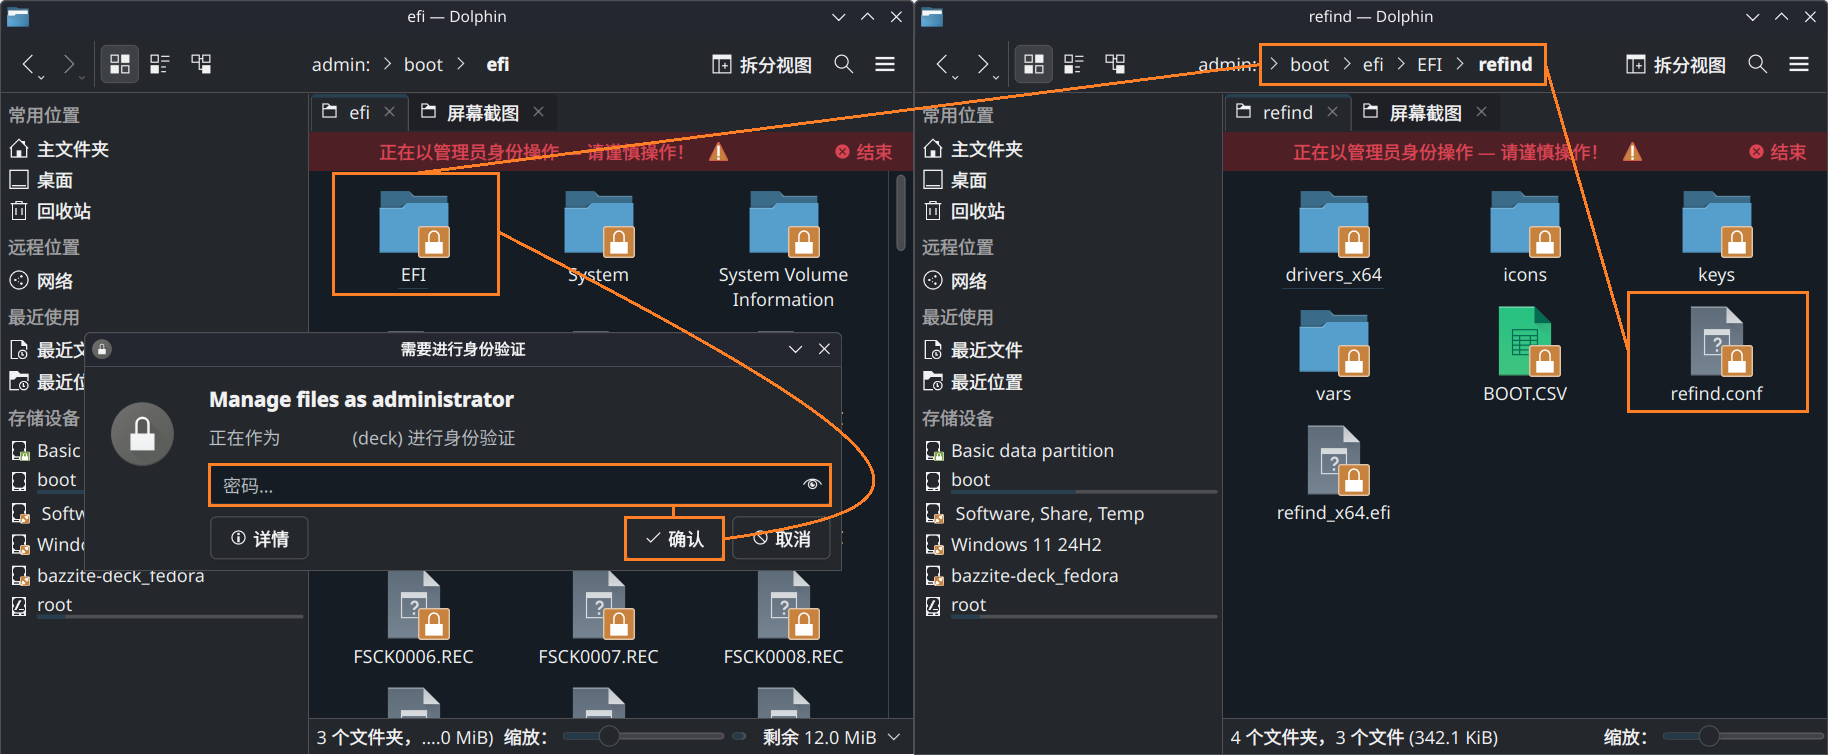 efi — Dolphin
admin: > boot > efi
拆分视图
常用位置
主文件夹
桌面
回收站
远程位置
网络
最近使用
最近文
最近位
存储设备
Basic
boot
Softw
Windo
bazzite-deck_fedora
root
efi
屏幕截图
正在以管理员身份操作 — 请谨慎操作!
结束
EFI
System
System Volume
Information
需要进行身份验证
Manage files as administrator
正在作为 (deck) 进行身份验证
密码...
详情
确认
取消
FSCK0006.REC
FSCK0007.REC
FSCK0008.REC
3 个文件夹，....0 MiB)
缩放：
剩余 12.0 MiB
refind — Dolphin
admin: > boot > efi > EFI > refind
拆分视图
常用位置
主文件夹
桌面
回收站
远程位置
网络
最近使用
最近文件
最近位置
存储设备
Basic data partition
boot
Software, Share, Temp
Windows 11 24H2
bazzite-deck_fedora
root
refind
屏幕截图
正在以管理员身份操作 — 请谨慎操作!
结束
drivers_x64
icons
keys
vars
BOOT.CSV
refind.conf
refind_x64.efi
4 个文件夹，3 个文件 (342.1 KiB)
缩放：